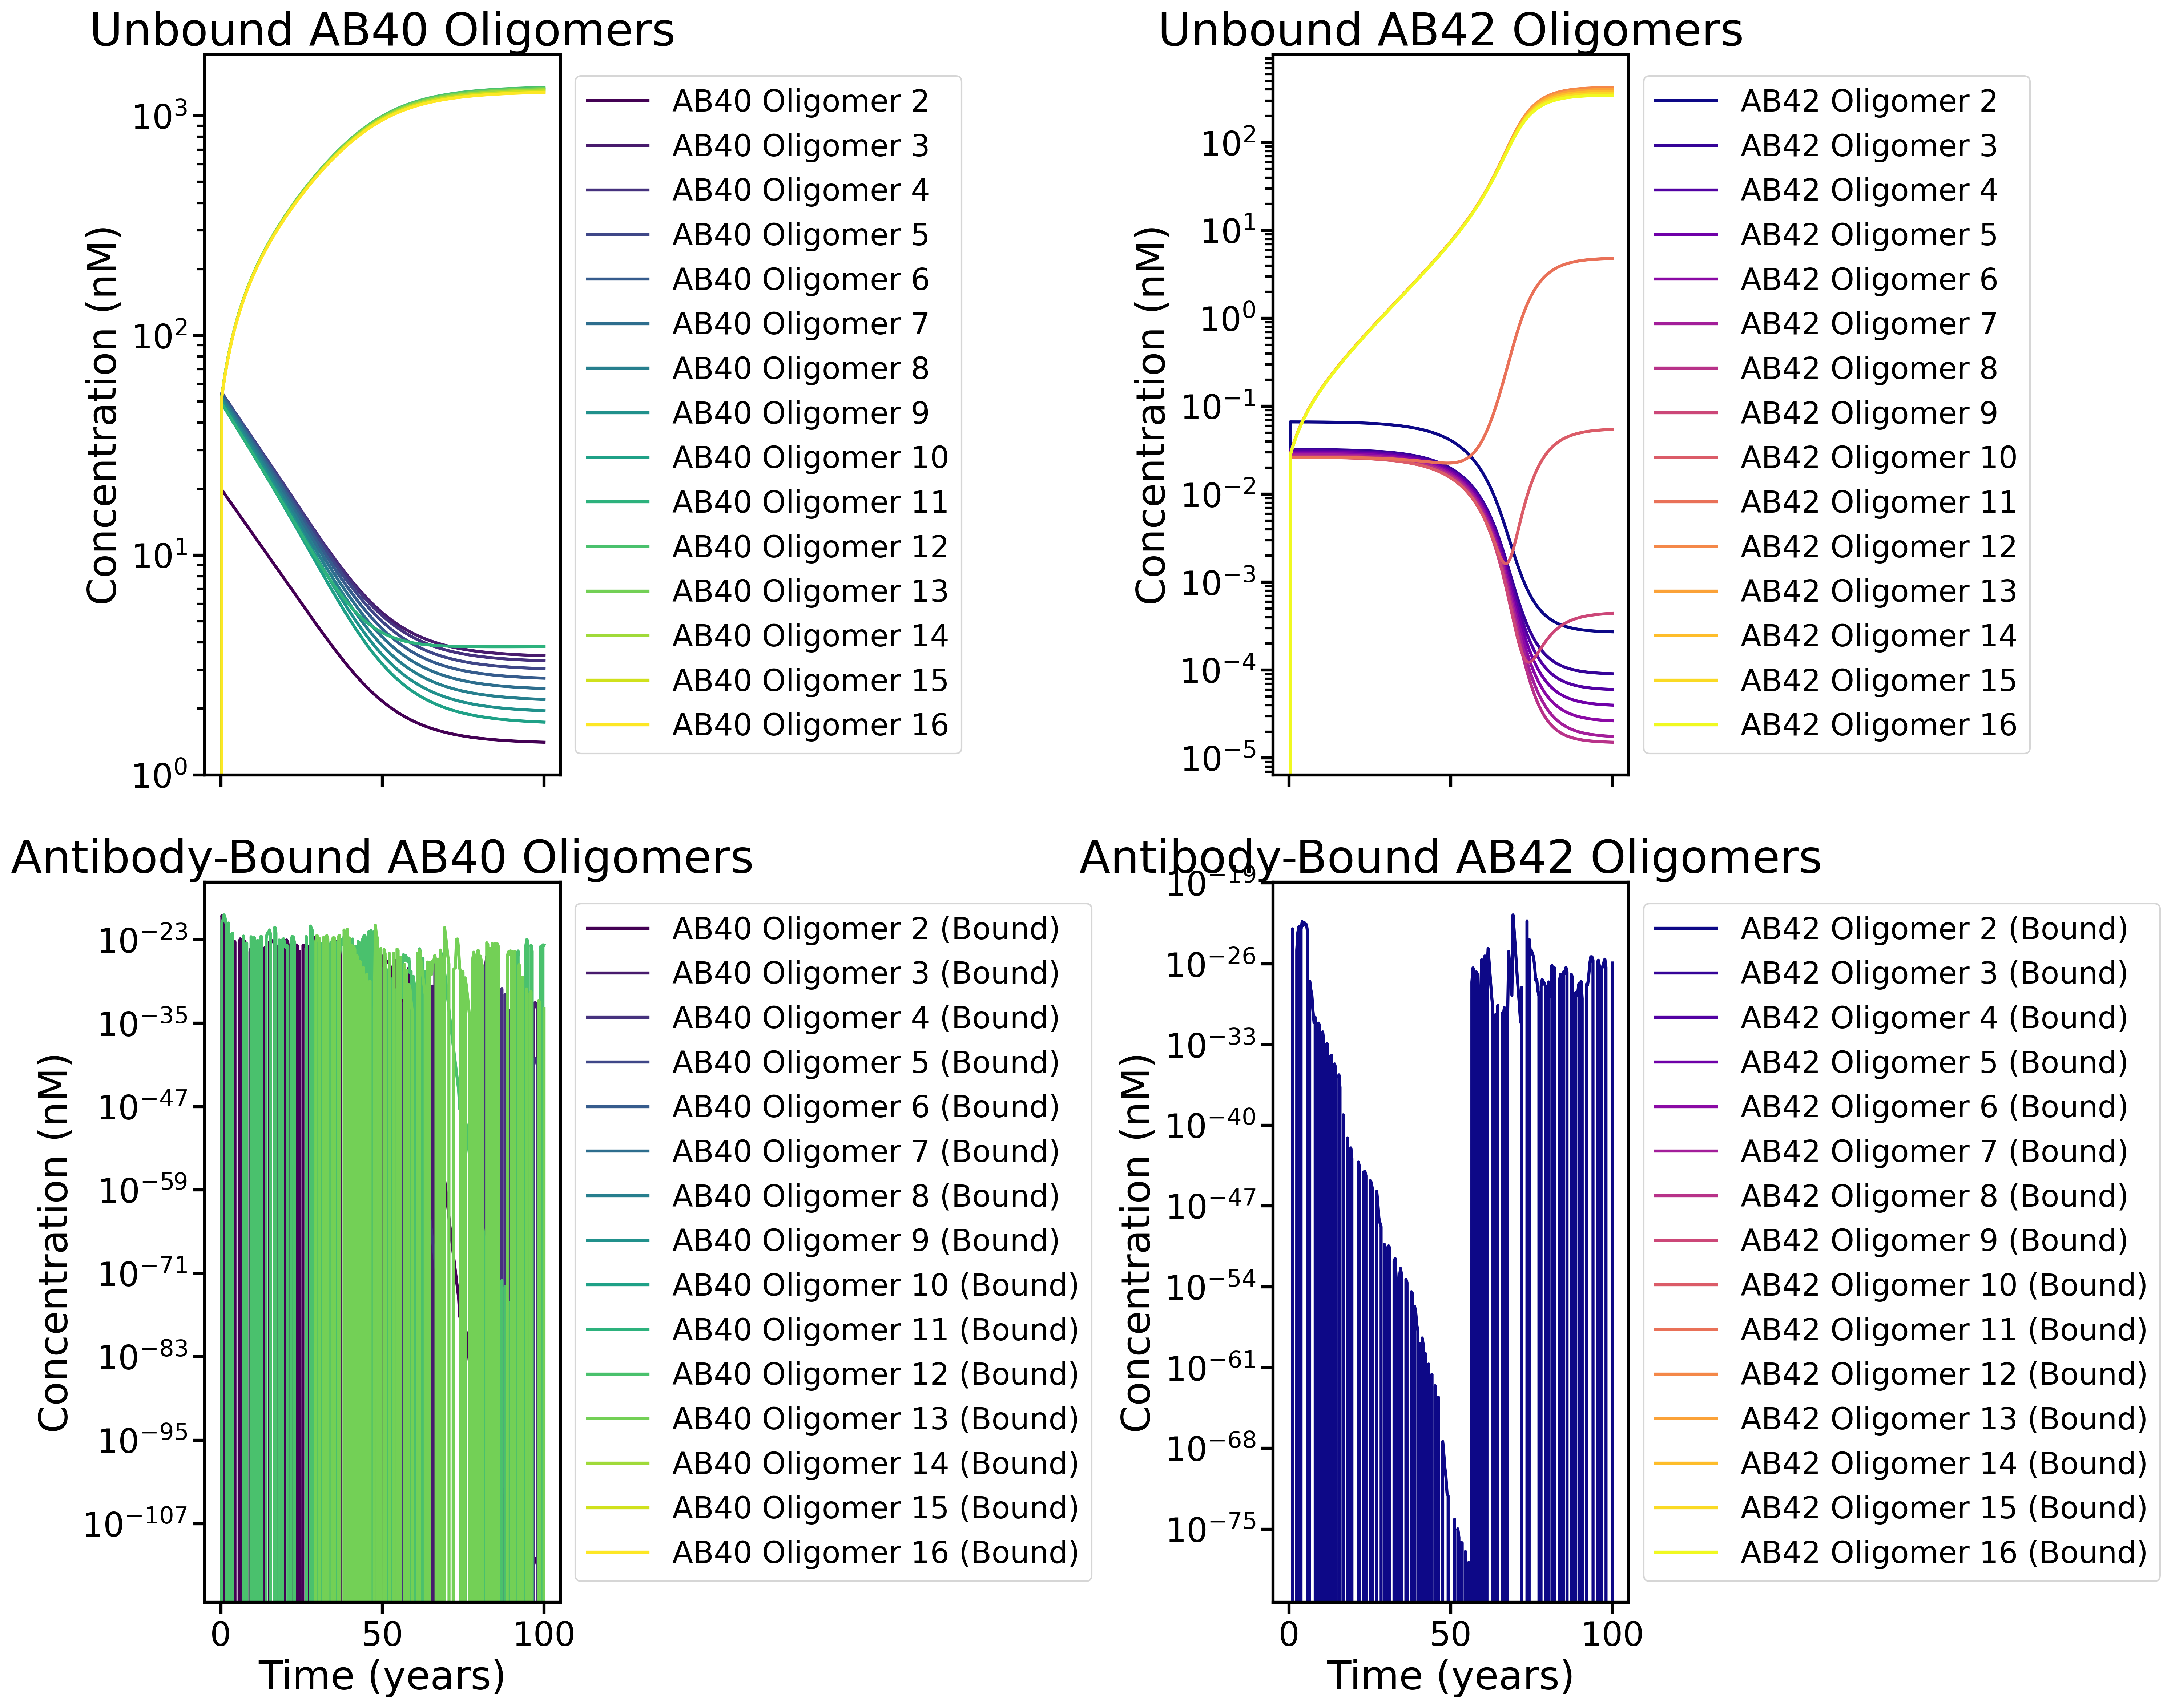 Unbound AB40 Oligomers
Concentration (nM)
10³
10²
10¹
10⁰
AB40 Oligomer 2
AB40 Oligomer 3
AB40 Oligomer 4
AB40 Oligomer 5
AB40 Oligomer 6
AB40 Oligomer 7
AB40 Oligomer 8
AB40 Oligomer 9
AB40 Oligomer 10
AB40 Oligomer 11
AB40 Oligomer 12
AB40 Oligomer 13
AB40 Oligomer 14
AB40 Oligomer 15
AB40 Oligomer 16
Unbound AB42 Oligomers
Concentration (nM)
10²
10¹
10⁰
10⁻¹
10⁻²
10⁻³
10⁻⁴
10⁻⁵
AB42 Oligomer 2
AB42 Oligomer 3
AB42 Oligomer 4
AB42 Oligomer 5
AB42 Oligomer 6
AB42 Oligomer 7
AB42 Oligomer 8
AB42 Oligomer 9
AB42 Oligomer 10
AB42 Oligomer 11
AB42 Oligomer 12
AB42 Oligomer 13
AB42 Oligomer 14
AB42 Oligomer 15
AB42 Oligomer 16
Antibody-Bound AB40 Oligomers
Concentration (nM)
10⁻²³
10⁻³⁵
10⁻⁴⁷
10⁻⁵⁹
10⁻⁷¹
10⁻⁸³
10⁻⁹⁵
10⁻¹⁰⁷
0 50 100
Time (years)
AB40 Oligomer 2 (Bound)
AB40 Oligomer 3 (Bound)
AB40 Oligomer 4 (Bound)
AB40 Oligomer 5 (Bound)
AB40 Oligomer 6 (Bound)
AB40 Oligomer 7 (Bound)
AB40 Oligomer 8 (Bound)
AB40 Oligomer 9 (Bound)
AB40 Oligomer 10 (Bound)
AB40 Oligomer 11 (Bound)
AB40 Oligomer 12 (Bound)
AB40 Oligomer 13 (Bound)
AB40 Oligomer 14 (Bound)
AB40 Oligomer 15 (Bound)
AB40 Oligomer 16 (Bound)
Antibody-Bound AB42 Oligomers
Concentration (nM)
10⁻¹⁹
10⁻²⁶
10⁻³³
10⁻⁴⁰
10⁻⁴⁷
10⁻⁵⁴
10⁻⁶¹
10⁻⁶⁸
10⁻⁷⁵
0 50 100
Time (years)
AB42 Oligomer 2 (Bound)
AB42 Oligomer 3 (Bound)
AB42 Oligomer 4 (Bound)
AB42 Oligomer 5 (Bound)
AB42 Oligomer 6 (Bound)
AB42 Oligomer 7 (Bound)
AB42 Oligomer 8 (Bound)
AB42 Oligomer 9 (Bound)
AB42 Oligomer 10 (Bound)
AB42 Oligomer 11 (Bound)
AB42 Oligomer 12 (Bound)
AB42 Oligomer 13 (Bound)
AB42 Oligomer 14 (Bound)
AB42 Oligomer 15 (Bound)
AB42 Oligomer 16 (Bound)